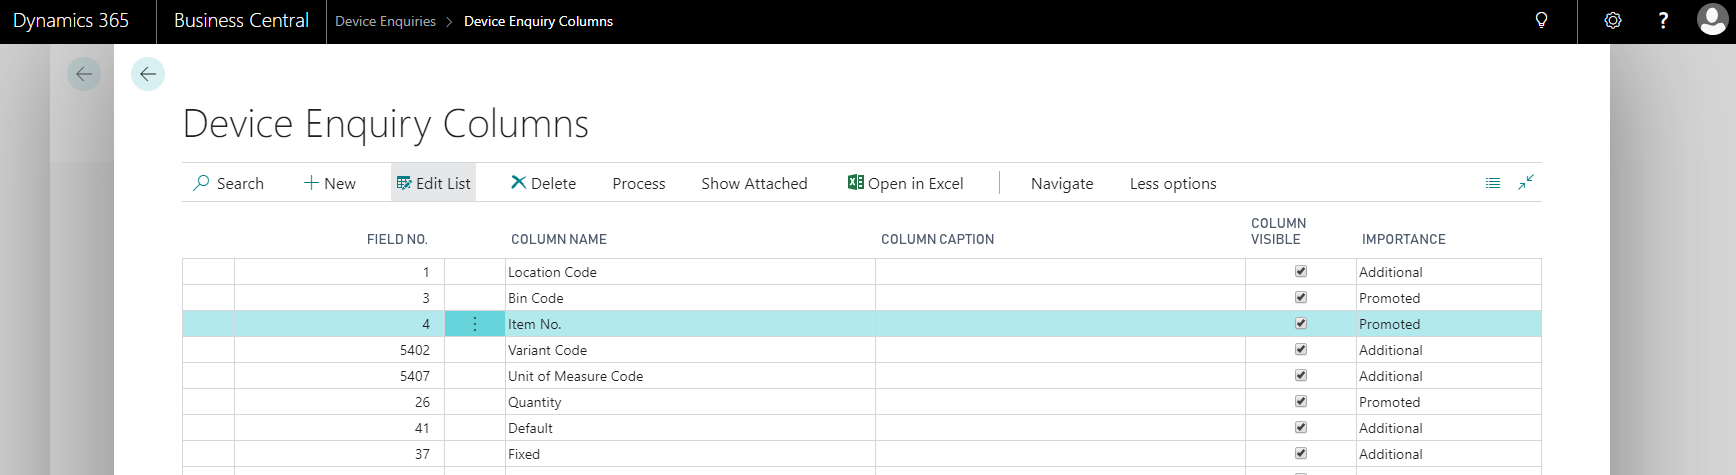 Dynamics 365 Business Central Device Enquiries > Device Enquiry Columns ?
Device Enquiry Columns
Search + New Edit List Delete Process Show Attached Open in Excel Navigate Less options
FIELD NO. COLUMN NAME COLUMN CAPTION COLUMN VISIBLE IMPORTANCE
1 Location Code Additional
3 Bin Code Promoted
4 Item No. Promoted
5402 Variant Code Additional
5407 Unit of Measure Code Additional
26 Quantity Promoted
41 Default Additional
37 Fixed Additional